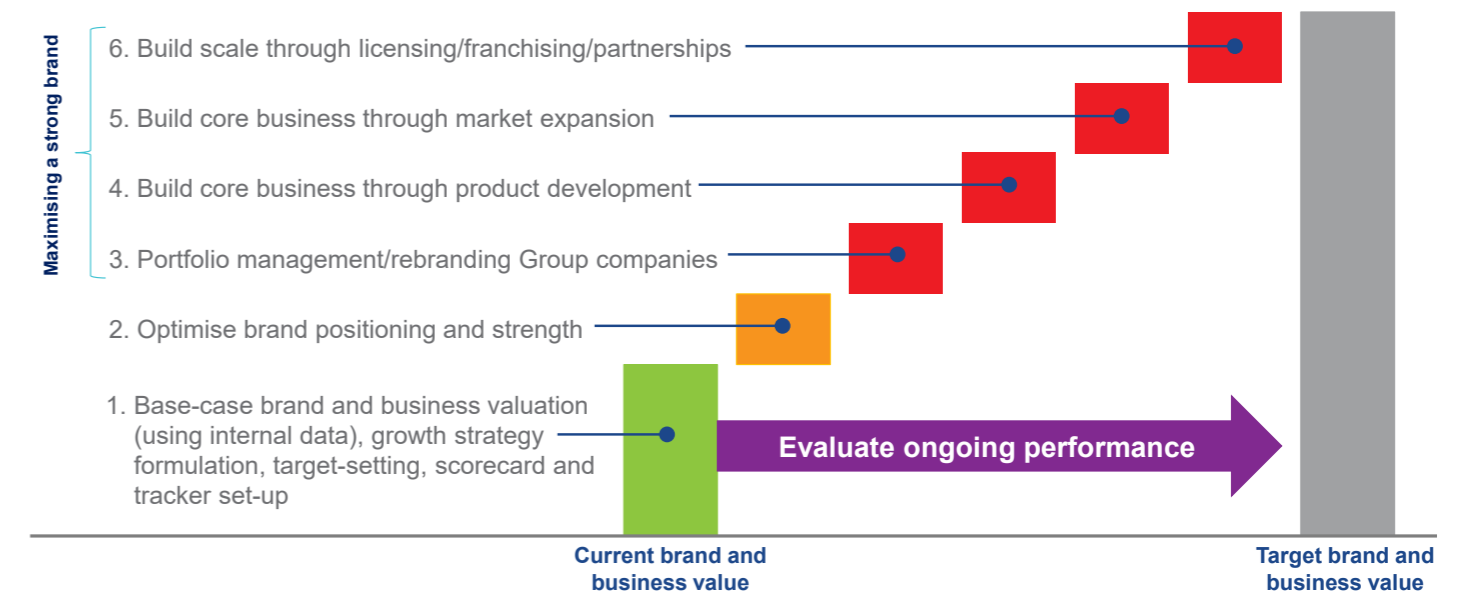 Maximising a strong brand
6. Build scale through licensing/franchising/partnerships
5. Build core business through market expansion
4. Build core business through product development
3. Portfolio management/rebranding Group companies
2. Optimise brand positioning and strength
1. Base-case brand and business valuation
(using internal data), growth strategy
formulation, target-setting, scorecard and
tracker set-up
Evaluate ongoing performance
Current brand and
business value
Target brand and
business value